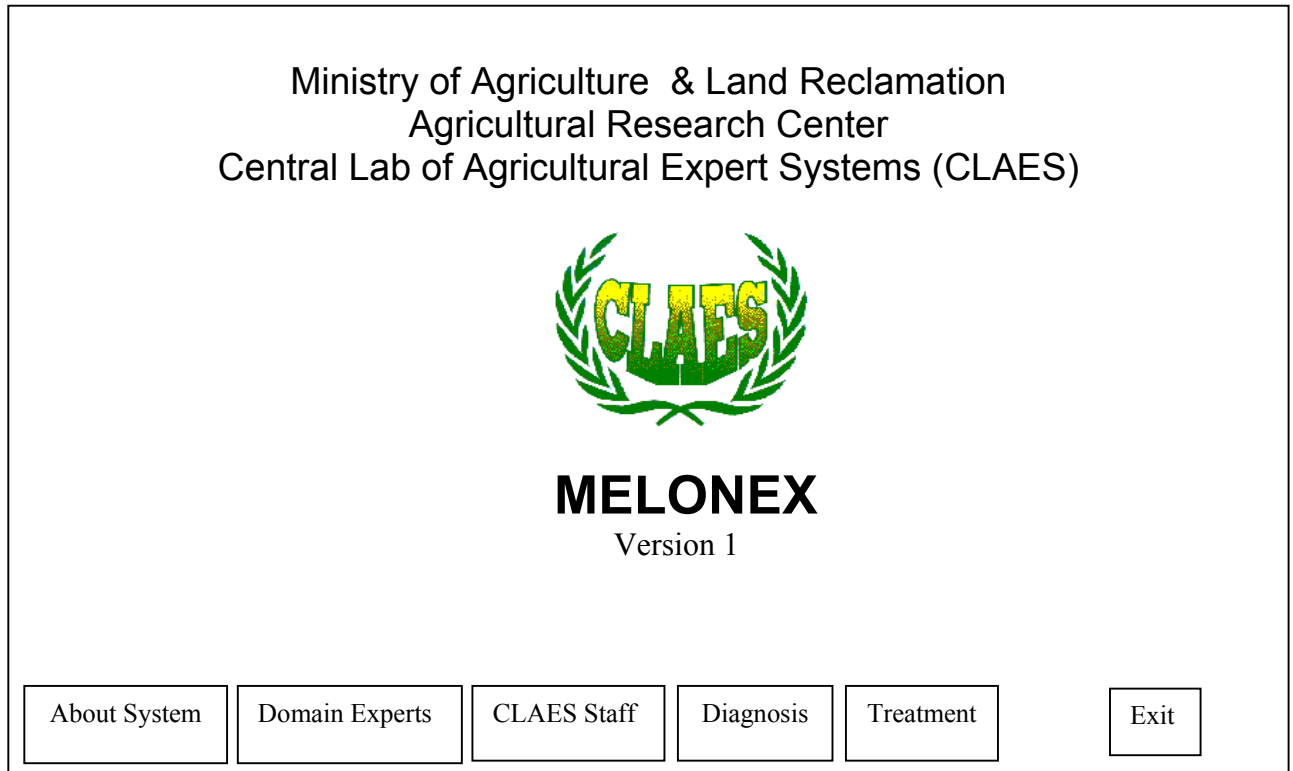 Ministry of Agriculture & Land Reclamation
Agricultural Research Center
Central Lab of Agricultural Expert Systems (CLAES)
CLAES
MELONEX
Version 1
About System Domain Experts CLAES Staff Diagnosis Treatment Exit